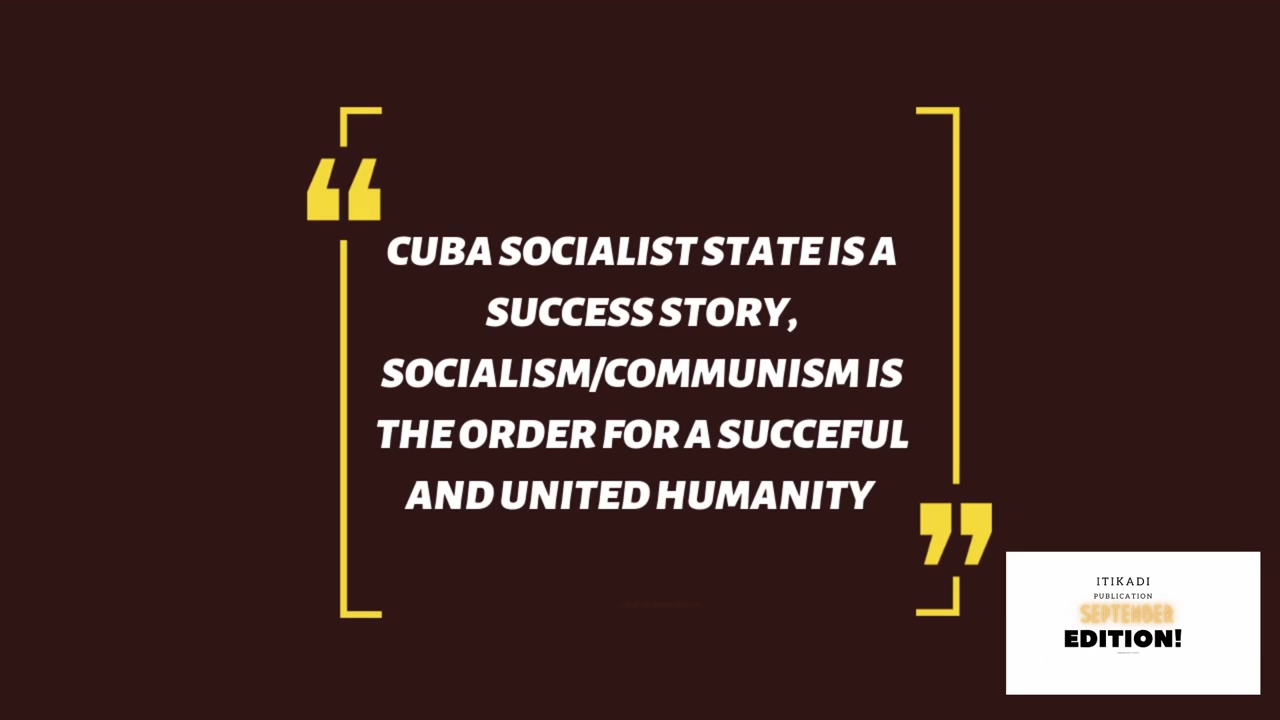 “
CUBA SOCIALIST STATE IS A
SUCCESS STORY,
SOCIALISM/COMMUNISM IS
THE ORDER FOR A SUCCEFUL
AND UNITED HUMANITY
”
ITIKADI
PUBLICATION
SEPTEMBER
EDITION!